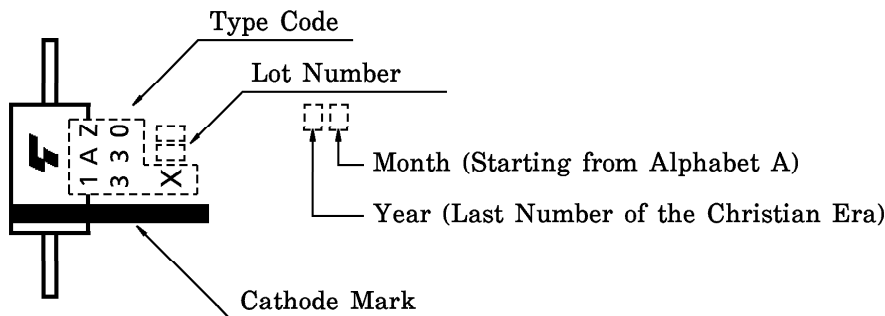 Type Code
Lot Number
1AZ
330
X
Month (Starting from Alphabet A)
Year (Last Number of the Christian Era)
Cathode Mark